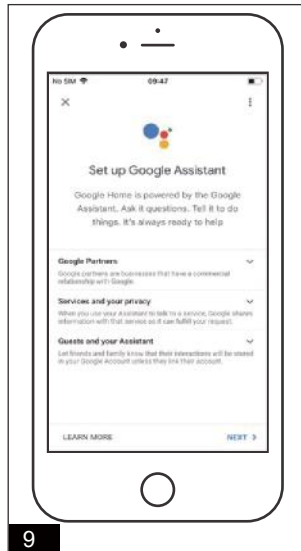 No SIM 09:47
Set up Google Assistant
Google Home is powered by the Google
Assistant. Ask it questions. Tell it to do
things. It's always ready to help
Google Partners
Google partners are businesses that have a commercial
relationship with Google.
Services and your privacy
When you use your Assistant to talk to a service, Google shares
information with that service so it can fulfill your request.
Guests and your Assistant
Let friends and family know that their interactions will be stored
in your Google Account unless they link their account.
LEARN MORE NEXT
9